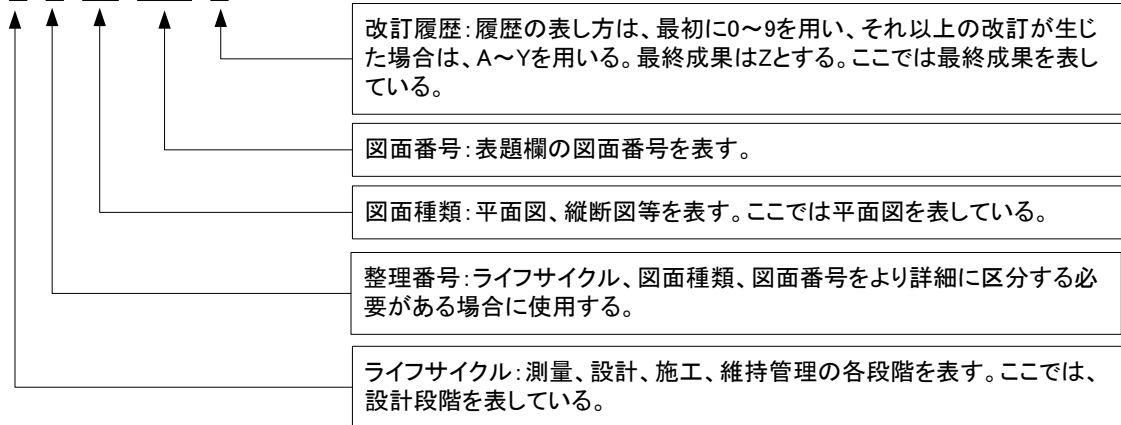 改訂履歴：履歴の表し方は、最初に0～9を用い、それ以上の改訂が生じ
た場合は、A～Yを用いる。最終成果はZとする。ここでは最終成果を表し
ている。
図面番号：表題欄の図面番号を表す。
図面種類：平面図、縦断図等を表す。ここでは平面図を表している。
整理番号：ライフサイクル、図面種類、図面番号をより詳細に区分する必
要がある場合に使用する。
ライフサイクル：測量、設計、施工、維持管理の各段階を表す。ここでは、
設計段階を表している。